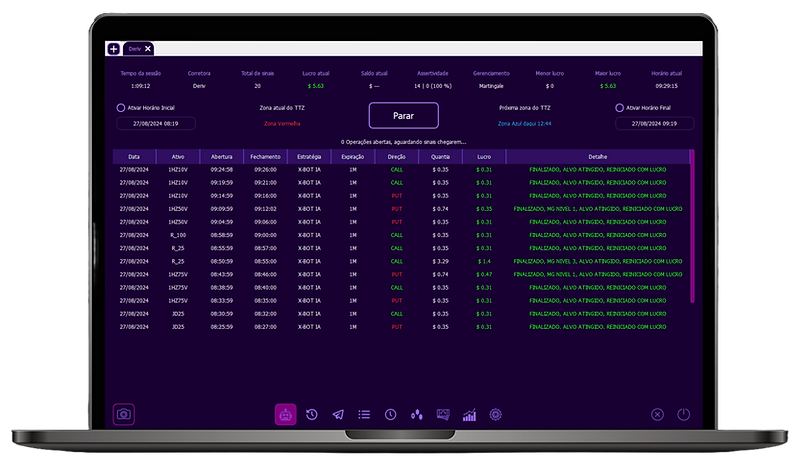 Deriv
Tempo da sessão Corretora Total de sinais Lucro atual Saldo atual Assertividade Gerenciamento Menor lucro Maior lucro Horário atual
1:09:12 Deriv 20 $ 5.63 $ --- 14 | 0 (100 %) Martingale $ 0 $ 5.63 09:29:15
Ativar Horário Inicial Zona atual do TTZ Parar Próxima zona do TTZ Ativar Horário Final
27/08/2024 08:19 Zona Vermelha Zona Azul daqui 12:44 27/08/2024 09:19
0 Operações abertas, aguardando sinais chegarem...
Data Ativo Abertura Fechamento Estratégia Expiração Direção Quantia Lucro Detalhe
27/08/2024 1HZ10V 09:24:58 09:26:00 X-BOT IA 1M CALL $ 0.35 $ 0.31 FINALIZADO, ALVO ATINGIDO, REINICIADO COM LUCRO
27/08/2024 1HZ10V 09:19:59 09:21:00 X-BOT IA 1M CALL $ 0.35 $ 0.31 FINALIZADO, ALVO ATINGIDO, REINICIADO COM LUCRO
27/08/2024 1HZ10V 09:14:59 09:16:00 X-BOT IA 1M PUT $ 0.35 $ 0.31 FINALIZADO, ALVO ATINGIDO, REINICIADO COM LUCRO
27/08/2024 1HZ50V 09:09:59 09:12:02 X-BOT IA 1M PUT $ 0.74 $ 0.35 FINALIZADO, MG NIVEL 1, ALVO ATINGIDO, REINICIADO COM LUCRO
27/08/2024 1HZ50V 09:04:59 09:06:00 X-BOT IA 1M PUT $ 0.35 $ 0.31 FINALIZADO, ALVO ATINGIDO, REINICIADO COM LUCRO
27/08/2024 R_100 08:58:59 09:00:00 X-BOT IA 1M CALL $ 0.35 $ 0.31 FINALIZADO, ALVO ATINGIDO, REINICIADO COM LUCRO
27/08/2024 R_25 08:55:59 08:57:00 X-BOT IA 1M CALL $ 0.35 $ 0.31 FINALIZADO, ALVO ATINGIDO, REINICIADO COM LUCRO
27/08/2024 R_25 08:50:59 08:55:00 X-BOT IA 1M CALL $ 3.29 $ 1.4 FINALIZADO, MG NIVEL 3, ALVO ATINGIDO, REINICIADO COM LUCRO
27/08/2024 1HZ75V 08:43:59 08:46:00 X-BOT IA 1M PUT $ 0.74 $ 0.47 FINALIZADO, MG NIVEL 1, ALVO ATINGIDO, REINICIADO COM LUCRO
27/08/2024 1HZ75V 08:38:59 08:40:00 X-BOT IA 1M CALL $ 0.35 $ 0.31 FINALIZADO, ALVO ATINGIDO, REINICIADO COM LUCRO
27/08/2024 1HZ75V 08:33:59 08:35:00 X-BOT IA 1M PUT $ 0.35 $ 0.31 FINALIZADO, ALVO ATINGIDO, REINICIADO COM LUCRO
27/08/2024 JD25 08:30:59 08:32:00 X-BOT IA 1M CALL $ 0.35 $ 0.31 FINALIZADO, ALVO ATINGIDO, REINICIADO COM LUCRO
27/08/2024 JD25 08:25:59 08:27:00 X-BOT IA 1M PUT $ 0.35 $ 0.31 FINALIZADO, ALVO ATINGIDO, REINICIADO COM LUCRO